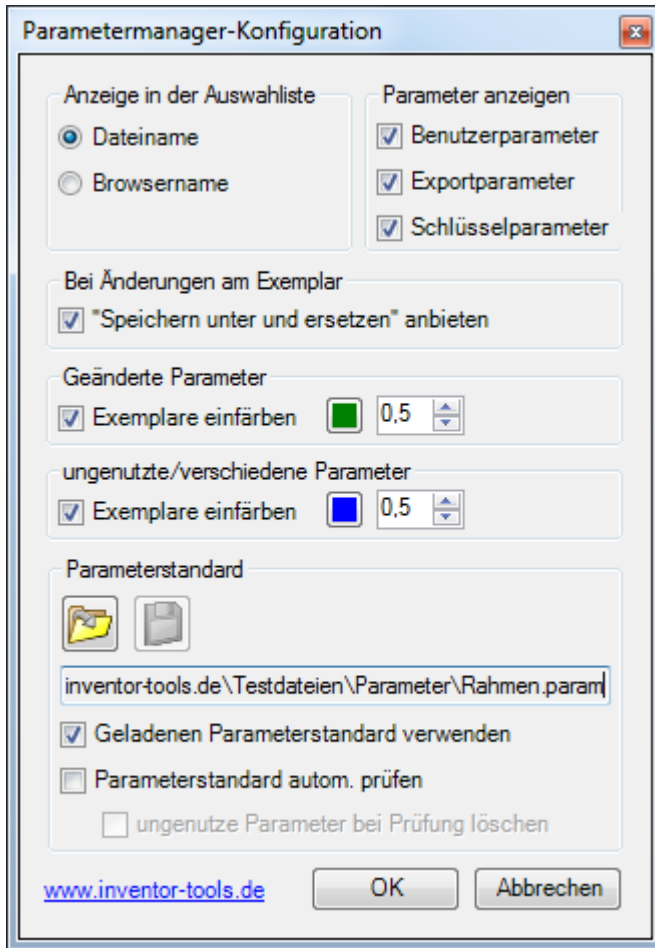 Parametermanager-Konfiguration
Anzeige in der Auswahliste
Dateiname
Browsername
Parameter anzeigen
Benutzerparameter
Exportparameter
Schlüsselparameter
Bei Änderungen am Exemplar
"Speichern unter und ersetzen" anbieten
Geänderte Parameter
Exemplare einfärben 0,5
ungenutzte/verschiedene Parameter
Exemplare einfärben 0,5
Parameterstandard
inventor-tools.de\Testdateien\Parameter\Rahmen.param
Geladenen Parameterstandard verwenden
Parameterstandard autom. prüfen
ungenutze Parameter bei Prüfung löschen
www.inventor-tools.de OK Abbrechen